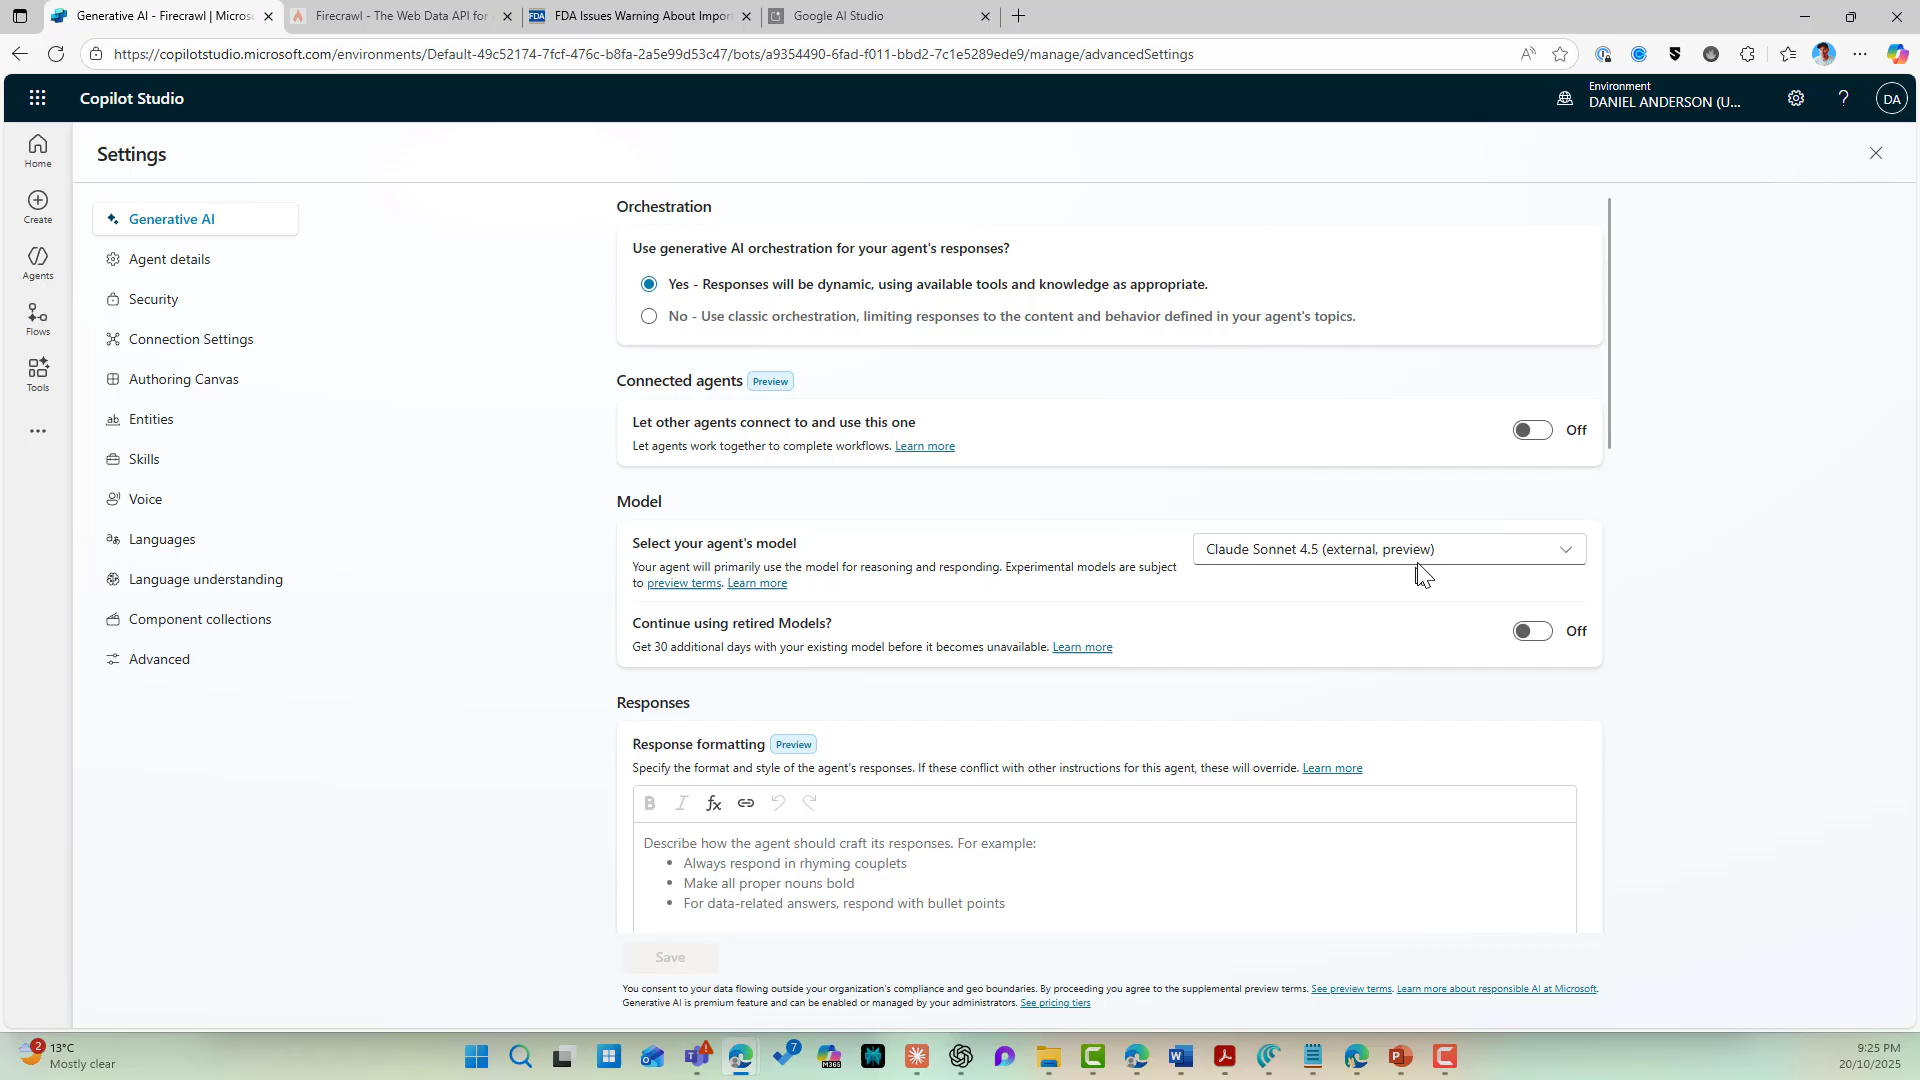 Generative AI - Firecrawl | Micros
Firecrawl - The Web Data API for
FDA
FDA Issues Warning About Impor
Google AI Studio
https://copilotstudio.microsoft.com/environments/Default-49c52174-7fcf-476c-b8fa-2a5e99d53c47/bots/a9354490-6fad-f011-bbd2-7c1e5289ede9/manage/advancedSettings
Copilot Studio
Environment
DANIEL ANDERSON (U...
?
DA
Home
Create
Agents
Flows
Tools
Settings
Generative AI
Agent details
Security
Connection Settings
Authoring Canvas
Entities
Skills
Voice
Languages
Language understanding
Component collections
Advanced
Orchestration
Use generative AI orchestration for your agent's responses?
Yes - Responses will be dynamic, using available tools and knowledge as appropriate.
No - Use classic orchestration, limiting responses to the content and behavior defined in your agent's topics.
Connected agents Preview
Let other agents connect to and use this one
Let agents work together to complete workflows. Learn more
Off
Model
Select your agent's model
Your agent will primarily use the model for reasoning and responding. Experimental models are subject
to preview terms. Learn more
Claude Sonnet 4.5 (external, preview)
Continue using retired Models?
Get 30 additional days with your existing model before it becomes unavailable. Learn more
Off
Responses
Response formatting Preview
Specify the format and style of the agent's responses. If these conflict with other instructions for this agent, these will override. Learn more
B I fx
Describe how the agent should craft its responses. For example:
• Always respond in rhyming couplets
• Make all proper nouns bold
• For data-related answers, respond with bullet points
Save
You consent to your data flowing outside your organization's compliance and geo boundaries. By proceeding you agree to the supplemental preview terms. See preview terms. Learn more about responsible AI at Microsoft.
Generative AI is premium feature and can be enabled or managed by your administrators. See pricing tiers
2
13°C
Mostly clear
7
M365
9:25 PM
20/10/2025